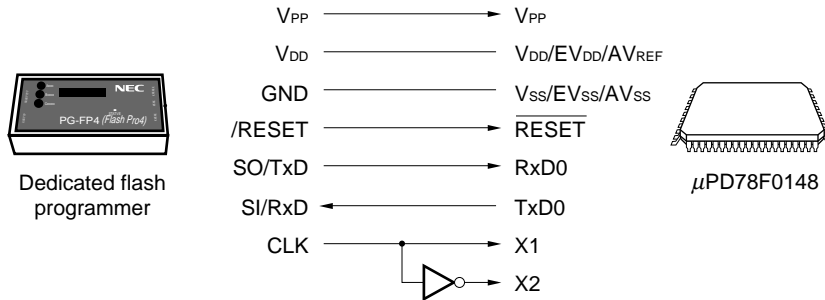 VPP VPP
VDD VDD/EVDD/AVREF
GND VSS/EVSS/AVSS
/RESET RESET
SO/TxD RxD0
SI/RxD TxD0
CLK X1
X2
NEC
PG-FP4 (Flash Pro4)
Dedicated flash
programmer
μPD78F0148